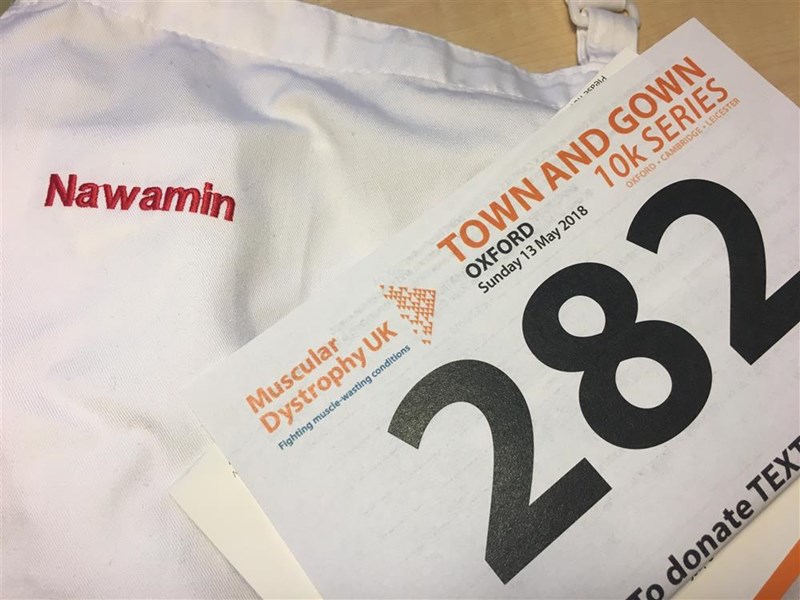 Nawamin
TOWN AND GOWN
10k SERIES
OXFORD • CAMBRIDGE • LEICESTER
OXFORD
Sunday 13 May 2018
Muscular
Dystrophy UK
Fighting muscle-wasting conditions
282
To donate TEXT